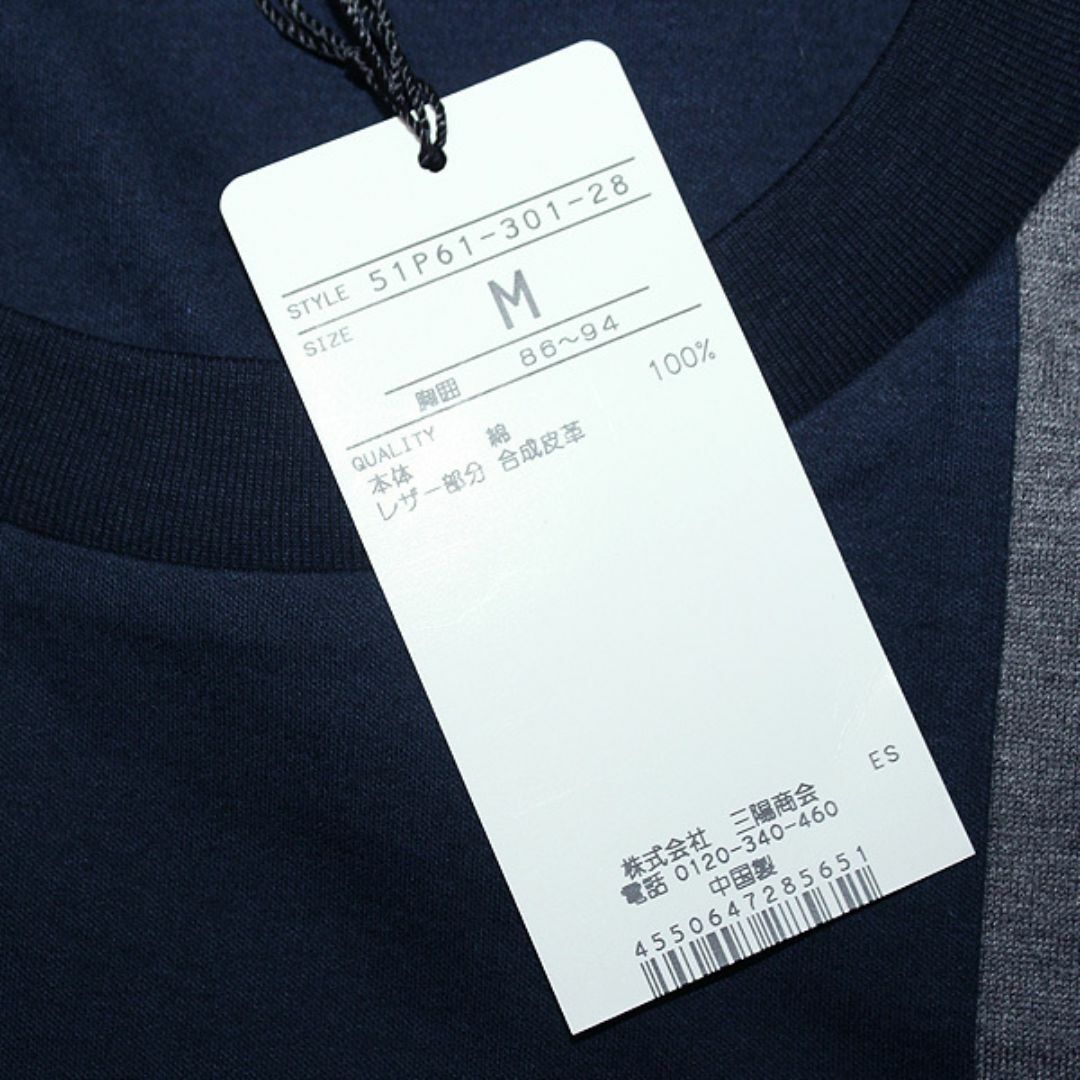 STYLE 51P61-301-28
SIZE M
胸囲 86~94
QUALITY
本体 綿 100%
レザー部分 合成皮革
ES
株式会社 三陽商会
電話 0120-340-460
中国製
4550647285651